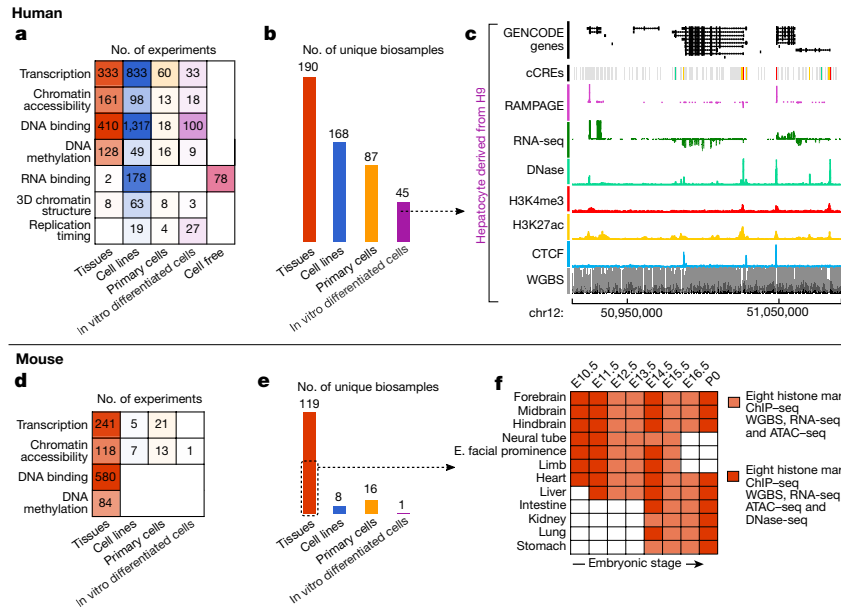 Human
a
No. of experiments
Transcription 333 833 60 33
Chromatin accessibility 161 98 13 18
DNA binding 410 1,317 18 100
DNA methylation 128 49 16 9
RNA binding 2 178 78
3D chromatin structure 8 63 8 3
Replication timing 19 4 27
Tissues
Cell lines
Primary cells
In vitro differentiated cells
Cell free
b
No. of unique biosamples
190
168
87
45
Tissues
Cell lines
Primary cells
In vitro differentiated cells
c
Hepatocyte derived from H9
GENCODE genes
cCREs
RAMPAGE
RNA-seq
DNase
H3K4me3
H3K27ac
CTCF
WGBS
chr12: 50,950,000 51,050,000
Mouse
d
No. of experiments
Transcription 241 5 21
Chromatin accessibility 118 7 13 1
DNA binding 580
DNA methylation 84
Tissues
Cell lines
Primary cells
In vitro differentiated cells
e
No. of unique biosamples
119
8
16
1
Tissues
Cell lines
Primary cells
In vitro differentiated cells
f
E10.5 E11.5 E12.5 E13.5 E14.5 E15.5 E16.5 P0
Forebrain
Midbrain
Hindbrain
Neural tube
E. facial prominence
Limb
Heart
Liver
Intestine
Kidney
Lung
Stomach
Embryonic stage
Eight histone mar
ChIP–seq
WGBS, RNA-seq
and ATAC–seq
Eight histone mar
ChIP–seq
WGBS, RNA-seq
ATAC–seq and
DNase-seq